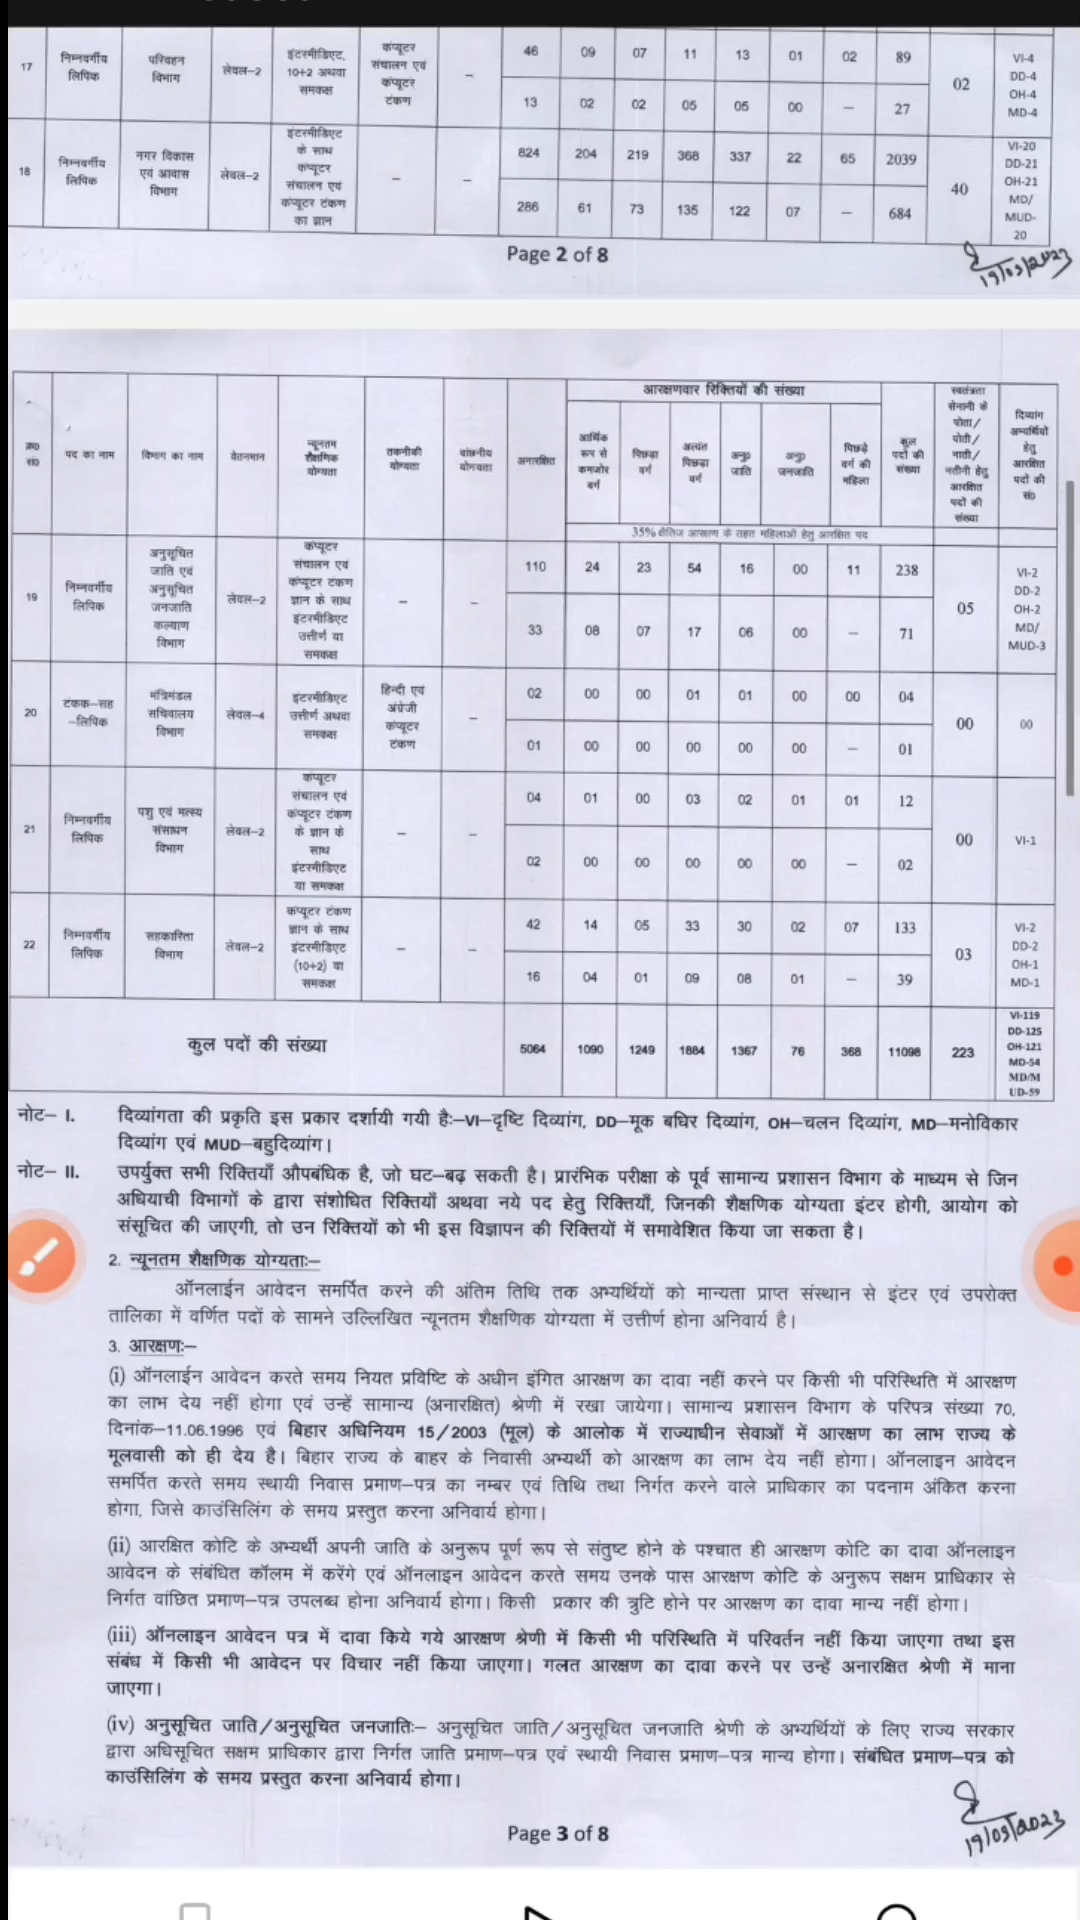 17 निम्नवर्गीय लिपिक परिवहन विभाग लेवल-2 इंटरमीडिएट, 10+2 अथवा समकक्ष कंप्यूटर संचालन एवं कंप्यूटर टंकण – 46 09 07 11 13 01 02 89 02 VI-4 DD-4 OH-4 MD-4
13 02 02 05 05 00 – 27
18 निम्नवर्गीय लिपिक नगर विकास एवं आवास विभाग लेवल-2 इंटरमीडिएट के साथ कंप्यूटर संचालन एवं कंप्यूटर टंकण का ज्ञान – – 824 204 219 368 337 22 65 2039 40 VI-20 DD-21 OH-21 MD/ MUD- 20
286 61 73 135 122 07 – 684
Page 2 of 8
19/03/2023
क्र0 सं0 पद का नाम विभाग का नाम वेतनमान न्यूनतम शैक्षणिक योग्यता तकनीकी योग्यता वांछनीय योग्यता अनारक्षित आरक्षणवार रिक्तियों की संख्या कुल पदों की संख्या स्वतंत्रता सेनानी के पोता/ पोती/ नाती/ नतीनी हेतु आरक्षित पदों की संख्या दिव्यांग अभ्यर्थियों हेतु आरक्षित पदों की सं0
आर्थिक रूप से कमजोर वर्ग पिछड़ा वर्ग अत्यंत पिछड़ा वर्ग अनु0 जाति अनु0 जनजाति पिछड़े वर्ग की महिला
35% क्षैतिज आरक्षण के तहत महिलाओं हेतु आरक्षित पद
19 निम्नवर्गीय लिपिक अनुसूचित जाति एवं अनुसूचित जनजाति कल्याण विभाग लेवल-2 कंप्यूटर संचालन एवं कंप्यूटर टंकण ज्ञान के साथ इंटरमीडिएट उत्तीर्ण या समकक्ष – – 110 24 23 54 16 00 11 238 05 VI-2 DD-2 OH-2 MD/ MUD-3
33 08 07 17 06 00 – 71
20 टंकक-सह -लिपिक मंत्रिमंडल सचिवालय विभाग लेवल-4 इंटरमीडिएट उत्तीर्ण अथवा समकक्ष हिन्दी एवं अंग्रेजी कंप्यूटर टंकण – 02 00 00 01 01 00 00 04 00 00
01 00 00 00 00 00 – 01
21 निम्नवर्गीय लिपिक पशु एवं मत्स्य संसाधन विभाग लेवल-2 कंप्यूटर संचालन एवं कंप्यूटर टंकण के ज्ञान के साथ इंटरमीडिएट या समकक्ष – – 04 01 00 03 02 01 01 12 00 VI-1
02 00 00 00 00 00 – 02
22 निम्नवर्गीय लिपिक सहकारिता विभाग लेवल-2 कंप्यूटर टंकण ज्ञान के साथ इंटरमीडिएट (10+2) वा समकक्ष – – 42 14 05 33 30 02 07 133 03 VI-2 DD-2 OH-1 MD-1
16 04 01 09 08 01 – 39
कुल पदों की संख्या 5064 1090 1249 1884 1367 76 368 11098 223 VI-119 DD-125 OH-121 MD-54 MD/M UD-59
नोट- I. दिव्यांगता की प्रकृति इस प्रकार दर्शायी गयी है:-VI-दृष्टि दिव्यांग, DD-मूक बधिर दिव्यांग, OH-चलन दिव्यांग, MD-मनोविकार
दिव्यांग एवं MUD-बहुदिव्यांग।
नोट- II. उपर्युक्त सभी रिक्तियाँ औपबंधिक है, जो घट-बढ़ सकती है। प्रारंभिक परीक्षा के पूर्व सामान्य प्रशासन विभाग के माध्यम से जिन
अधियाची विभागों के द्वारा संशोधित रिक्तियाँ अथवा नये पद हेतु रिक्तियाँ, जिनकी शैक्षणिक योग्यता इंटर होगी, आयोग को
संसूचित की जाएगी, तो उन रिक्तियों को भी इस विज्ञापन की रिक्तियों में समावेशित किया जा सकता है।
2. न्यूनतम शैक्षणिक योग्यताः-
ऑनलाईन आवेदन समर्पित करने की अंतिम तिथि तक अभ्यर्थियों को मान्यता प्राप्त संस्थान से इंटर एवं उपरोक्त
तालिका में वर्णित पदों के सामने उल्लिखित न्यूनतम शैक्षणिक योग्यता में उत्तीर्ण होना अनिवार्य है।
3. आरक्षणः-
(i) ऑनलाईन आवेदन करते समय नियत प्रविष्टि के अधीन इंगित आरक्षण का दावा नहीं करने पर किसी भी परिस्थिति में आरक्षण
का लाभ देय नहीं होगा एवं उन्हें सामान्य (अनारक्षित) श्रेणी में रखा जायेगा। सामान्य प्रशासन विभाग के परिपत्र संख्या 70,
दिनांक-11.06.1996 एवं बिहार अधिनियम 15/2003 (मूल) के आलोक में राज्याधीन सेवाओं में आरक्षण का लाभ राज्य के
मूलवासी को ही देय है। बिहार राज्य के बाहर के निवासी अभ्यर्थी को आरक्षण का लाभ देय नहीं होगा। ऑनलाईन आवेदन
समर्पित करते समय स्थायी निवास प्रमाण-पत्र का नम्बर एवं तिथि तथा निर्गत करने वाले प्राधिकार का पदनाम अंकित करना
होगा, जिसे काउंसिलिंग के समय प्रस्तुत करना अनिवार्य होगा।
(ii) आरक्षित कोटि के अभ्यर्थी अपनी जाति के अनुरूप पूर्ण रूप से संतुष्ट होने के पश्चात ही आरक्षण कोटि का दावा ऑनलाइन
आवेदन के संबंधित कॉलम में करेंगे एवं ऑनलाइन आवेदन करते समय उनके पास आरक्षण कोटि के अनुरूप सक्षम प्राधिकार से
निर्गत वांछित प्रमाण-पत्र उपलब्ध होना अनिवार्य होगा। किसी प्रकार की त्रुटि होने पर आरक्षण का दावा मान्य नहीं होगा।
(iii) ऑनलाइन आवेदन पत्र में दावा किये गये आरक्षण श्रेणी में किसी भी परिस्थिति में परिवर्तन नहीं किया जाएगा तथा इस
संबंध में किसी भी आवेदन पर विचार नहीं किया जाएगा। गलत आरक्षण का दावा करने पर उन्हें अनारक्षित श्रेणी में माना
जाएगा।
(iv) अनुसूचित जाति/अनुसूचित जनजातिः- अनुसूचित जाति/अनुसूचित जनजाति श्रेणी के अभ्यर्थियों के लिए राज्य सरकार
द्वारा अधिसूचित सक्षम प्राधिकार द्वारा निर्गत जाति प्रमाण-पत्र एवं स्थायी निवास प्रमाण-पत्र मान्य होगा। संबंधित प्रमाण-पत्र को
काउंसिलिंग के समय प्रस्तुत करना अनिवार्य होगा।
Page 3 of 8
19/03/2023